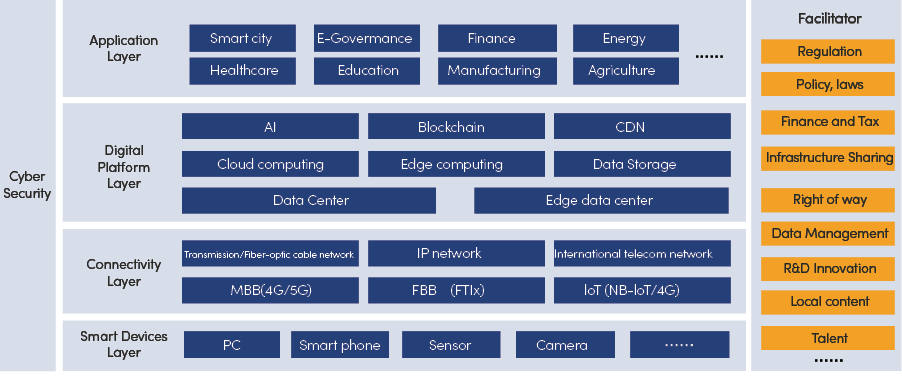 Cyber
Security
Application
Layer
Smart city
E-Governance
Finance
Energy
Healthcare
Education
Manufacturing
Agriculture
......
Digital
Platform
Layer
AI
Blockchain
CDN
Cloud computing
Edge computing
Data Storage
Data Center
Edge data center
Connectivity
Layer
Transmission/Fiber-optic cable network
IP network
International telecom network
MBB(4G/5G)
FBB (FTIx)
IoT (NB-IoT/4G)
Smart Devices
Layer
PC
Smart phone
Sensor
Camera
......
Facilitator
Regulation
Policy, laws
Finance and Tax
Infrastructure Sharing
Right of way
Data Management
R&D Innovation
Local content
Talent
......